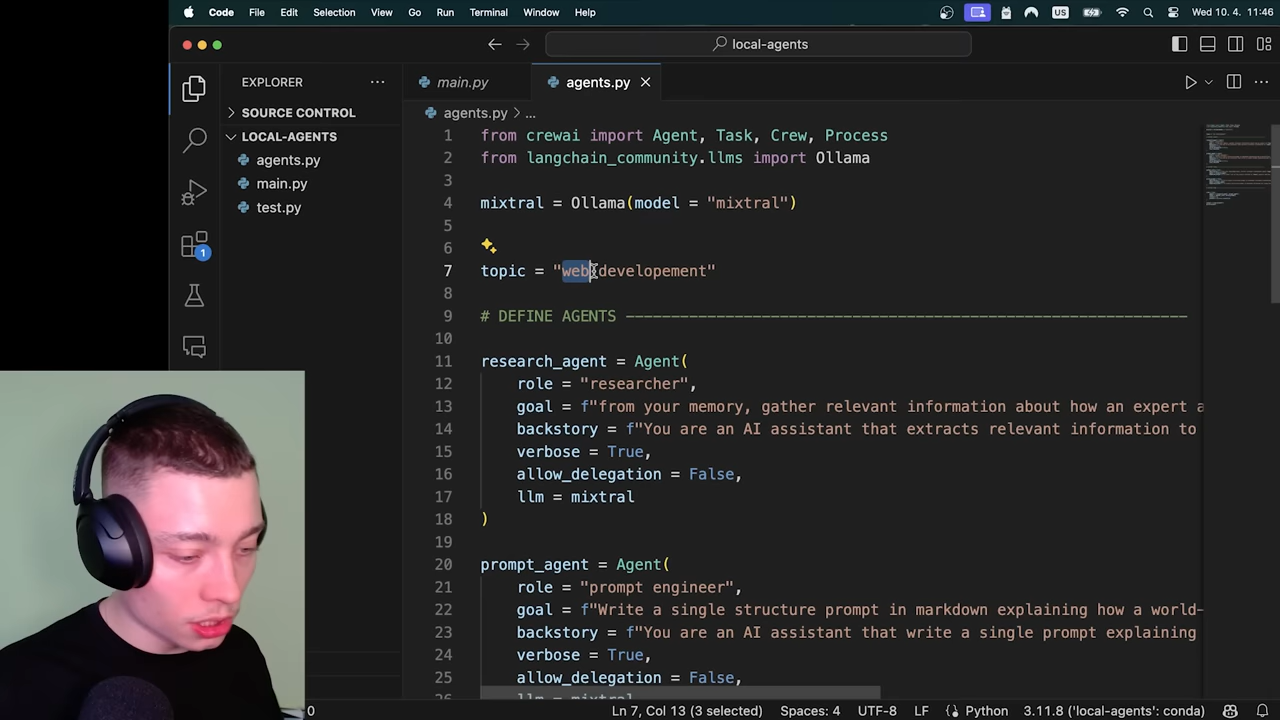 Code File Edit Selection View Go Run Terminal Window Help US Wed 10. 4. 11:46
local-agents
EXPLORER
main.py agents.py
SOURCE CONTROL
agents.py > ...
LOCAL-AGENTS
agents.py
main.py
test.py
1
1 from crewai import Agent, Task, Crew, Process
2 from langchain_community.llms import Ollama
3
4 mixtral = Ollama(model = "mixtral")
5
6
7 topic = "web developement"
8
9 # DEFINE AGENTS ----------------------------------------------------------------
10
11 research_agent = Agent(
12 role = "researcher",
13 goal = f"from your memory, gather relevant information about how an expert a
14 backstory = f"You are an AI assistant that extracts relevant information to
15 verbose = True,
16 allow_delegation = False,
17 llm = mixtral
18 )
19
20 prompt_agent = Agent(
21 role = "prompt engineer",
22 goal = f"Write a single structure prompt in markdown explaining how a world-
23 backstory = f"You are an AI assistant that write a single prompt explaining
24 verbose = True,
25 allow_delegation = False,
26 llm = mixtral
0 Ln 7, Col 13 (3 selected) Spaces: 4 UTF-8 LF Python 3.11.8 ('local-agents': conda)